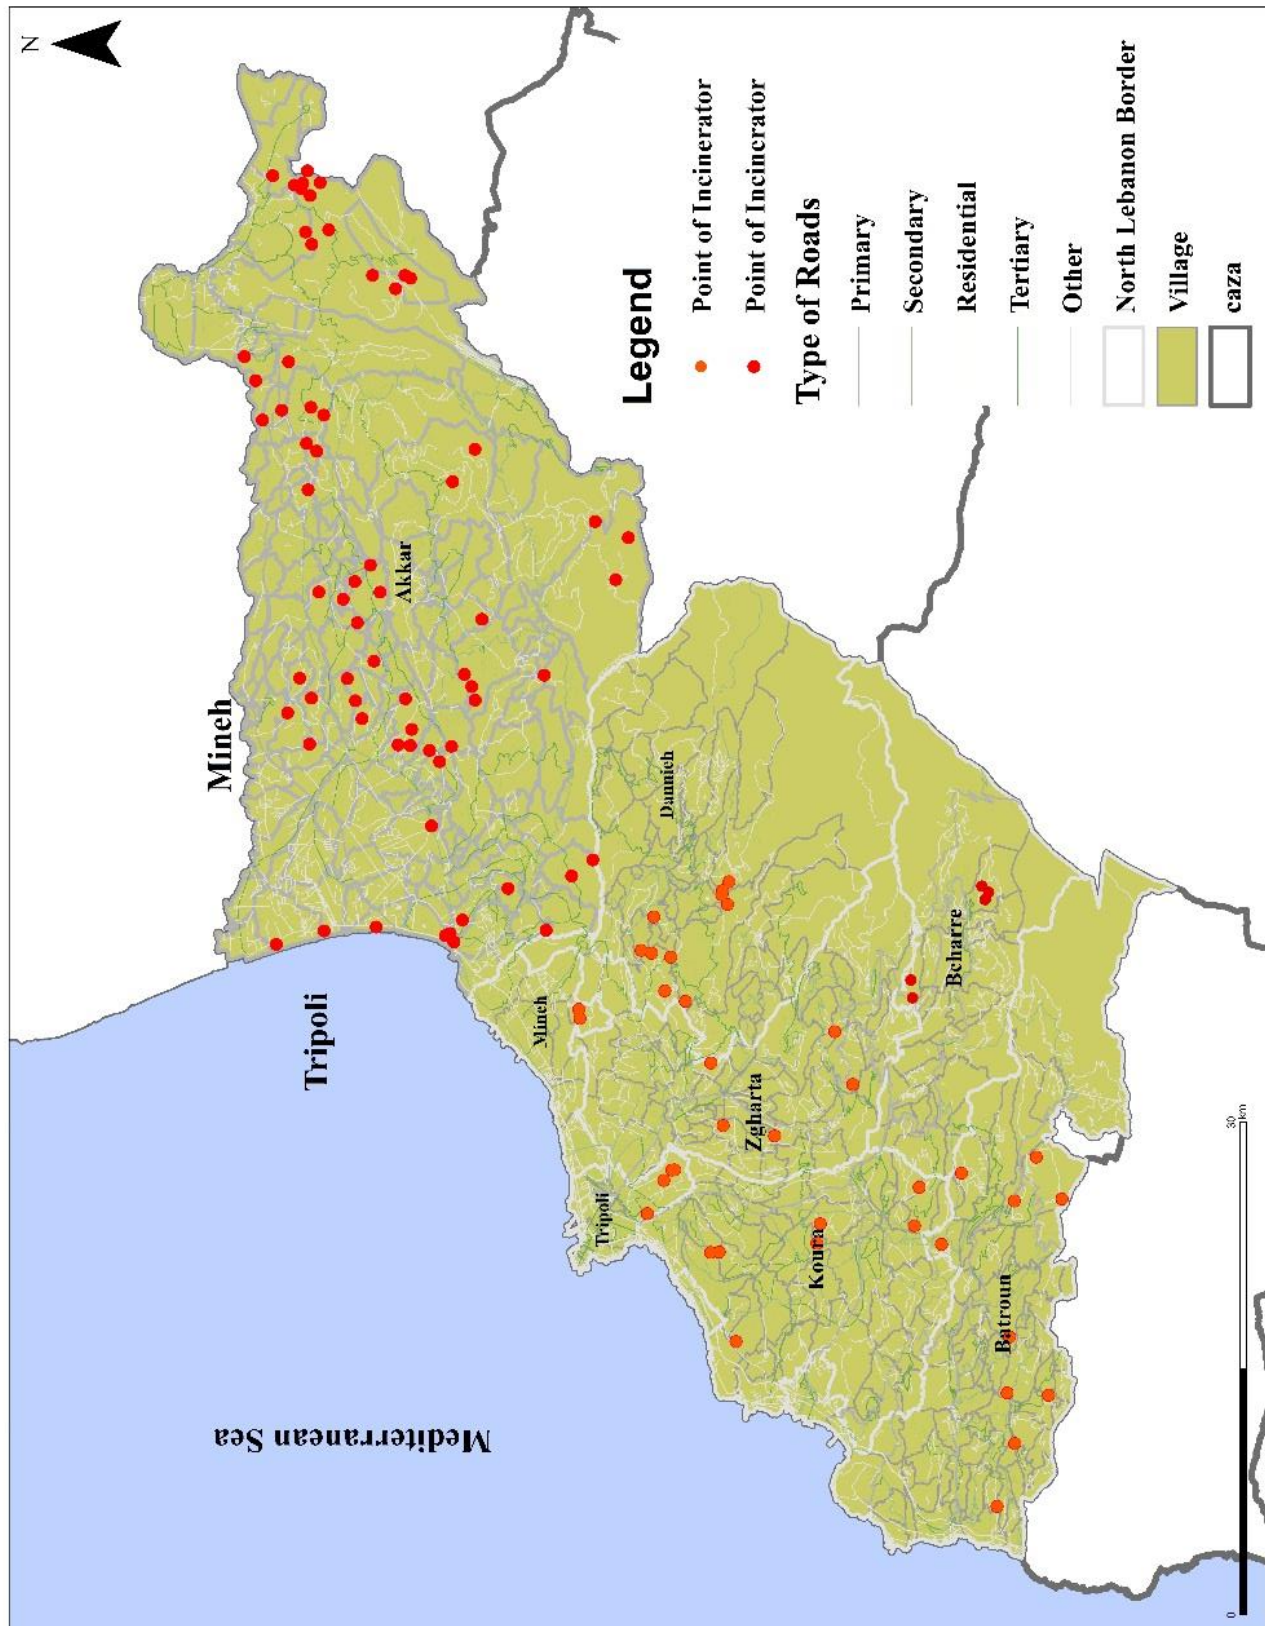 N
Mineh
Tripoli
Akkar
Mineh
Dannieh
Tripoli
Zgharta
Koura
Bcharre
Batroun
Mediterranean Sea
Legend
Point of Incinerator
Point of Incinerator
Type of Roads
Primary
Secondary
Residential
Tertiary
Other
North Lebanon Border
Village
caza
0 30
km